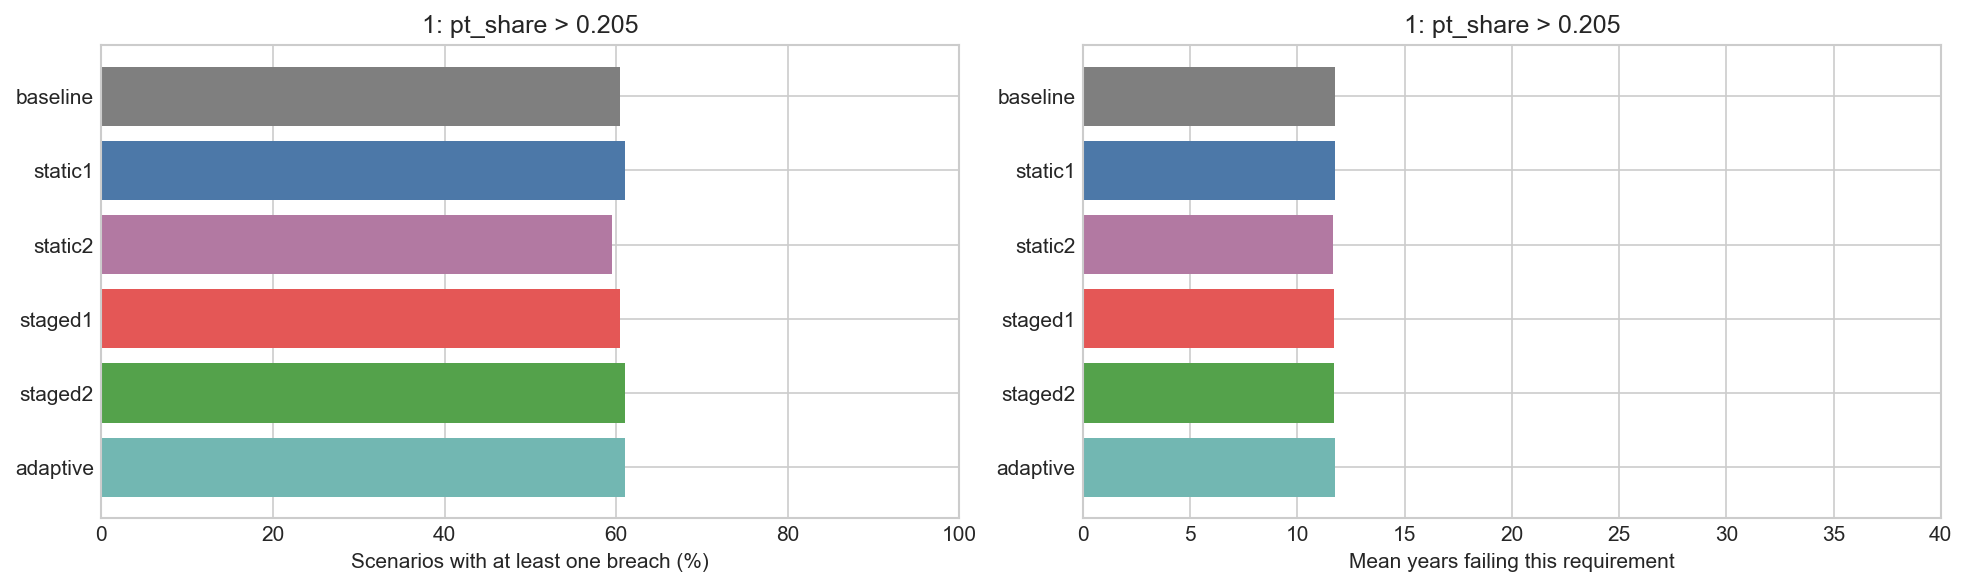 1: pt_share > 0.205
baseline
static1
static2
staged1
staged2
adaptive
0 20 40 60 80 100
Scenarios with at least one breach (%)
1: pt_share > 0.205
baseline
static1
static2
staged1
staged2
adaptive
0 5 10 15 20 25 30 35 40
Mean years failing this requirement